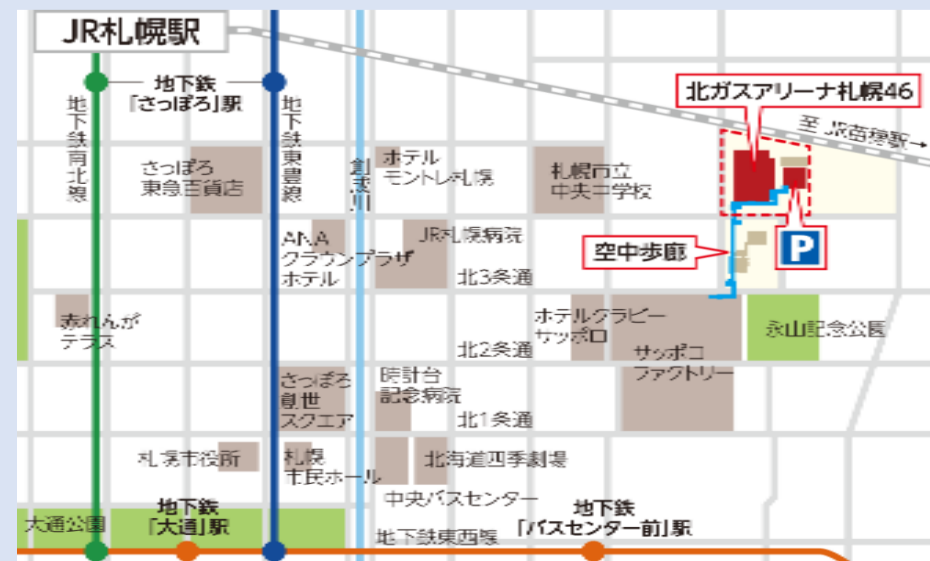 JR札幌駅
地下鉄
「さっぽろ」駅
地下鉄南北線
地下鉄東豊線
北ガスアリーナ札幌46
至 JR苗穂駅→
さっぽろ
東急百貨店
創成川
ホテル
モントレ札幌
札幌市立
中央中学校
ANA
クラウンプラザ
ホテル
JR札幌病院
北3条通
空中歩廊
P
赤れんが
テラス
北2条通
ホテルクラビー
サッポロ
サッポロ
ファクトリー
永山記念公園
さっぽろ
創世
スクエア
時計台
記念病院
北1条通
札幌市役所
札幌
市民ホール
北海道四季劇場
中央バスセンター
大通公園
地下鉄
「大通」駅
地下鉄東西線
地下鉄
「バスセンター前」駅